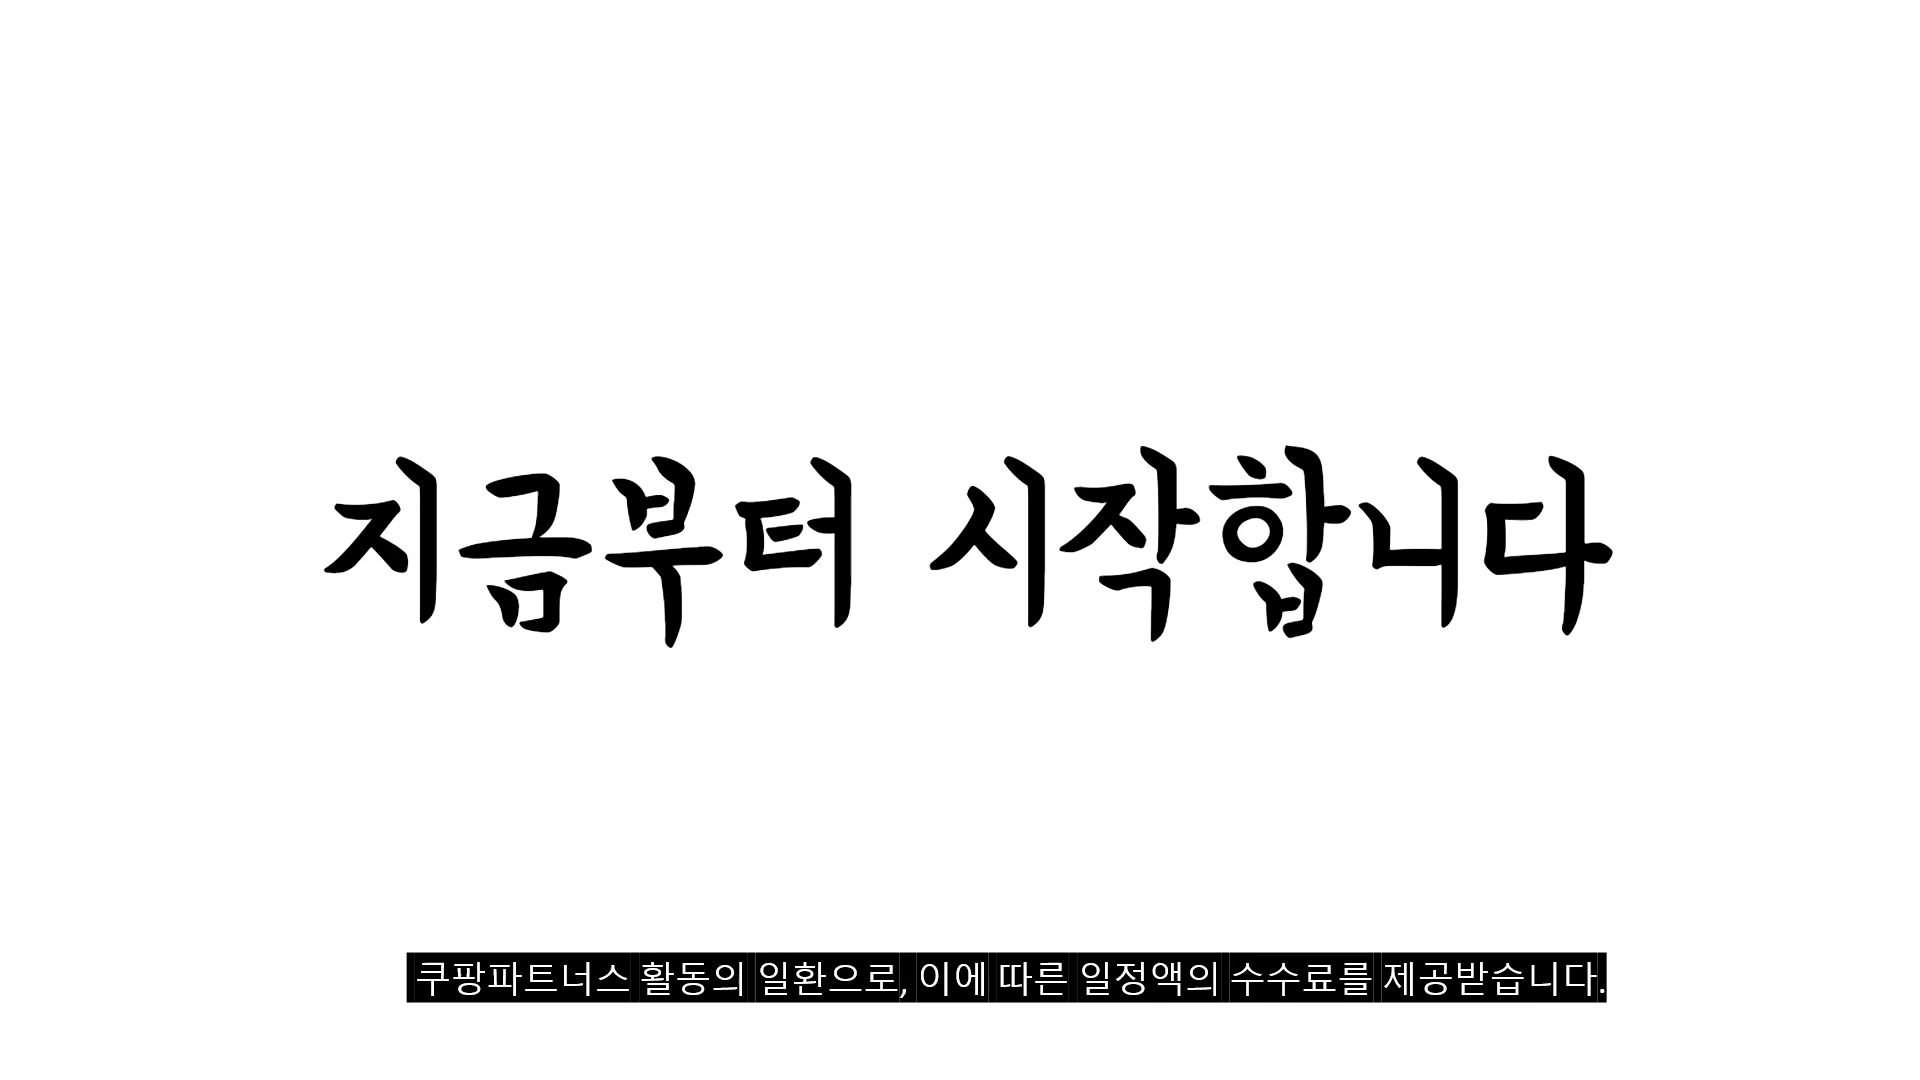 지금부터 시작합니다
쿠팡파트너스 활동의 일환으로, 이에 따른 일정액의 수수료를 제공받습니다.